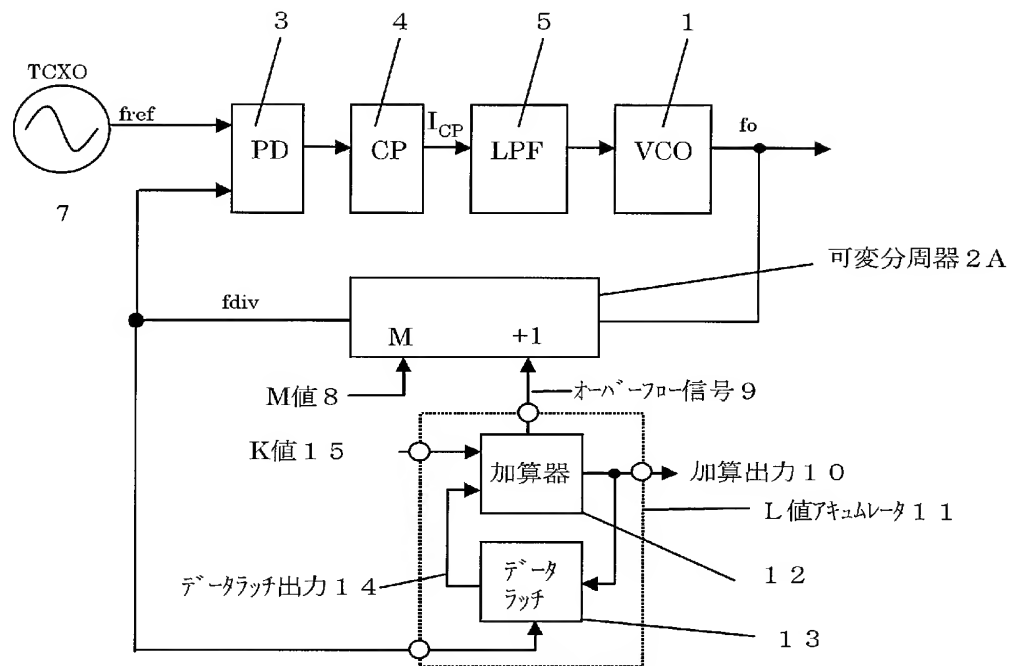 3 4 5 1
TCXO
fref
PD
CP
I_CP
LPF
VCO
fo
7
可変分周器2A
fdiv
M +1
M値8
オーバーフロー信号9
K値15
加算器
加算出力10
L値アキュムレータ11
データラッチ出力14
データ
ラッチ
12
13